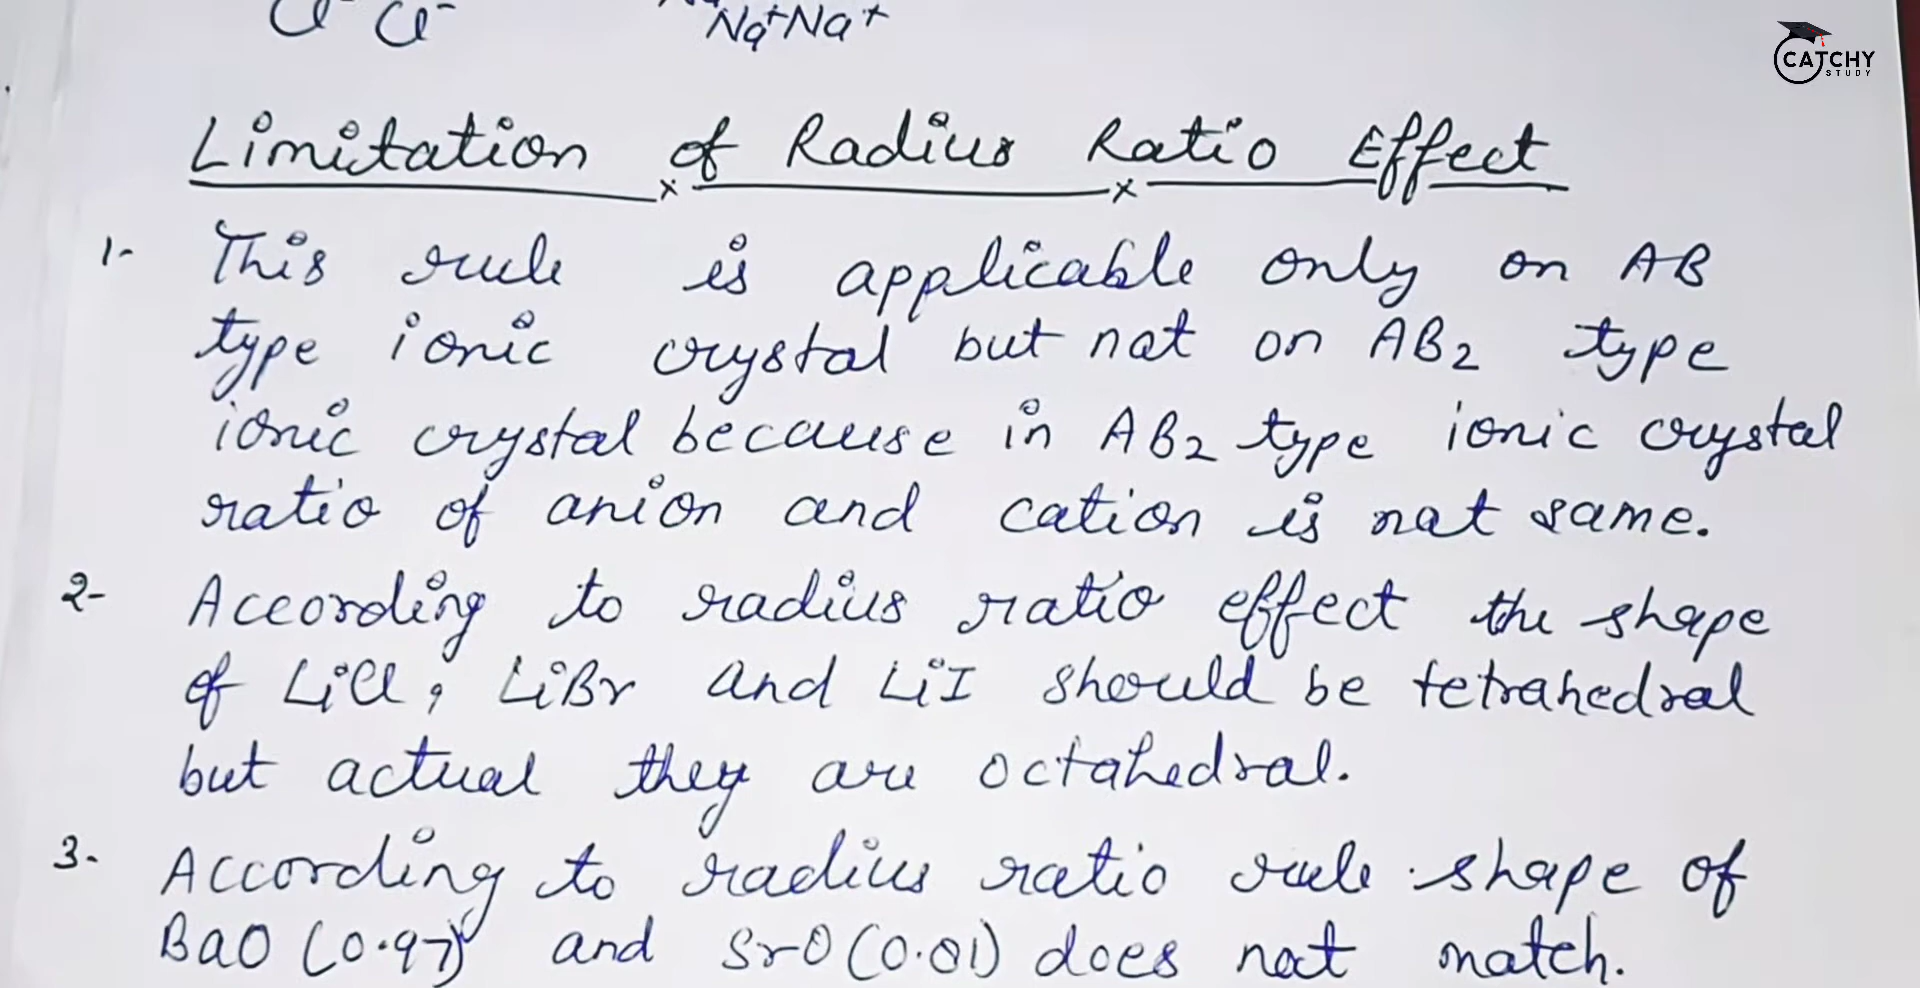 Cl⁻ Cl⁻ Na⁺Na⁺
CATCHY
STUDY
Limitation of Radius Ratio Effect
1- This rule is applicable only on AB
type ionic crystal but not on AB₂ type
ionic crystal because in AB₂ type ionic crystal
ratio of anion and cation is not same.
2- According to radius ratio effect the shape
of LiCl, LiBr and LiI should be tetrahedral
but actual they are octahedral.
3- According to radius ratio rule shape of
BaO (0.97) and SrO (0.01) does not match.